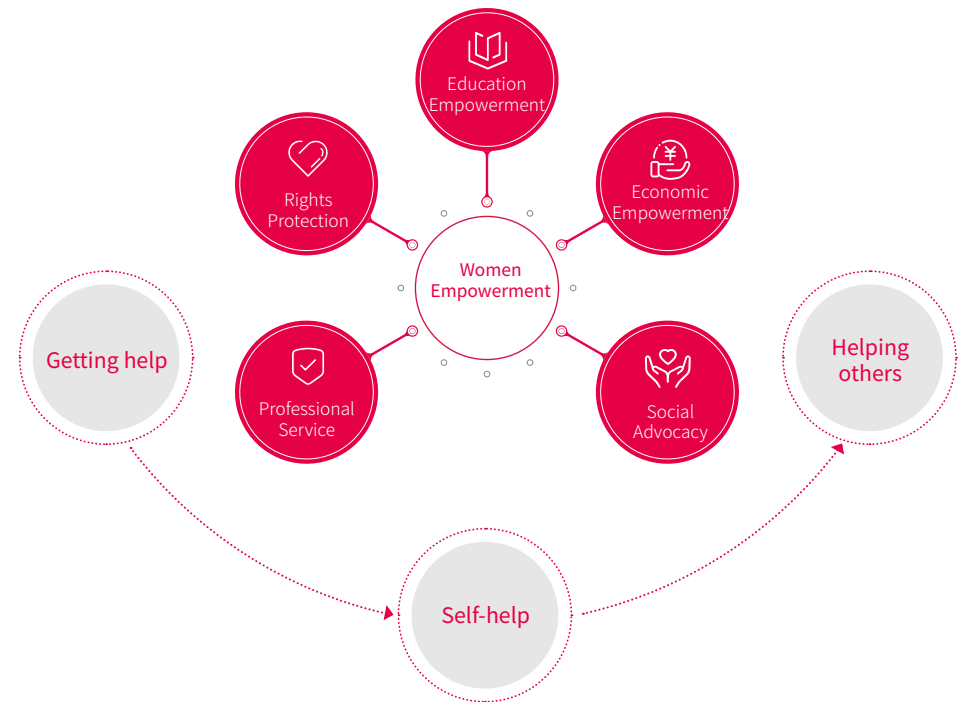 Education
Empowerment
Rights
Protection
¥
Economic
Empowerment
Women
Empowerment
Getting help
Helping
others
Professional
Service
Social
Advocacy
Self-help